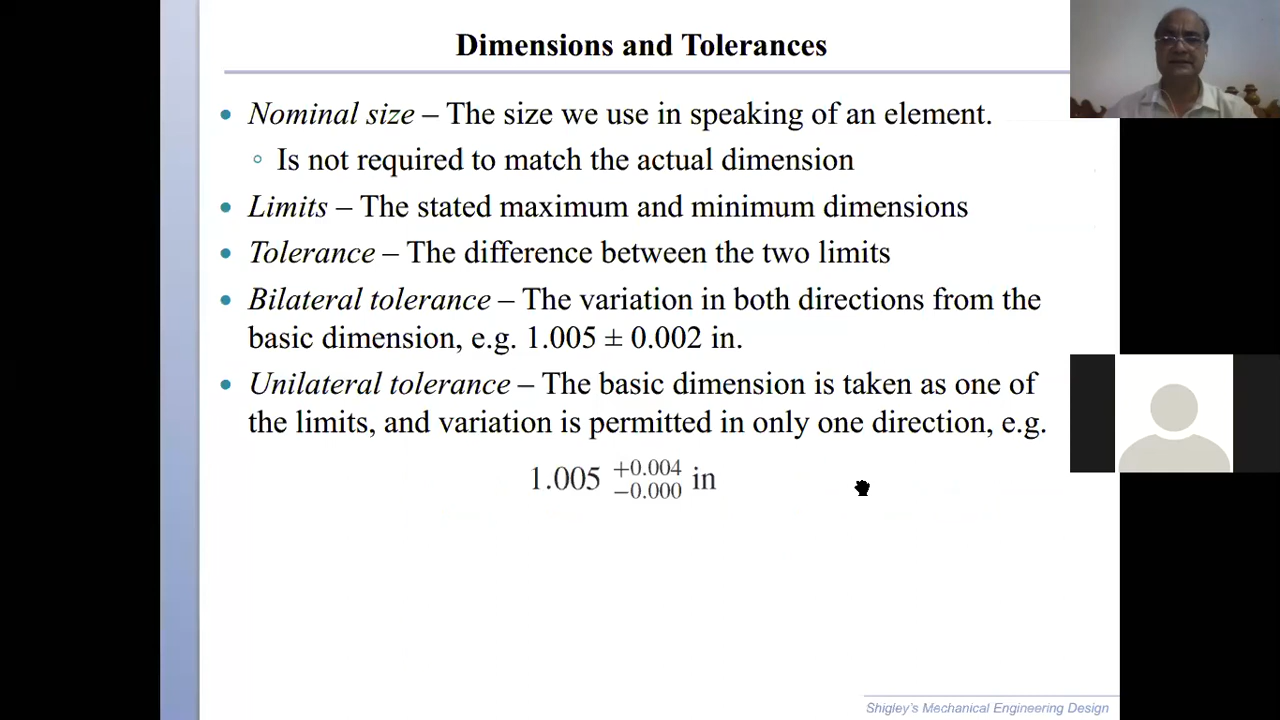 Dimensions and Tolerances
• Nominal size – The size we use in speaking of an element.
◦ Is not required to match the actual dimension
• Limits – The stated maximum and minimum dimensions
• Tolerance – The difference between the two limits
• Bilateral tolerance – The variation in both directions from the
basic dimension, e.g. 1.005 ± 0.002 in.
• Unilateral tolerance – The basic dimension is taken as one of
the limits, and variation is permitted in only one direction, e.g.
1.005 +0.004 −0.000 in
Shigley's Mechanical Engineering Design